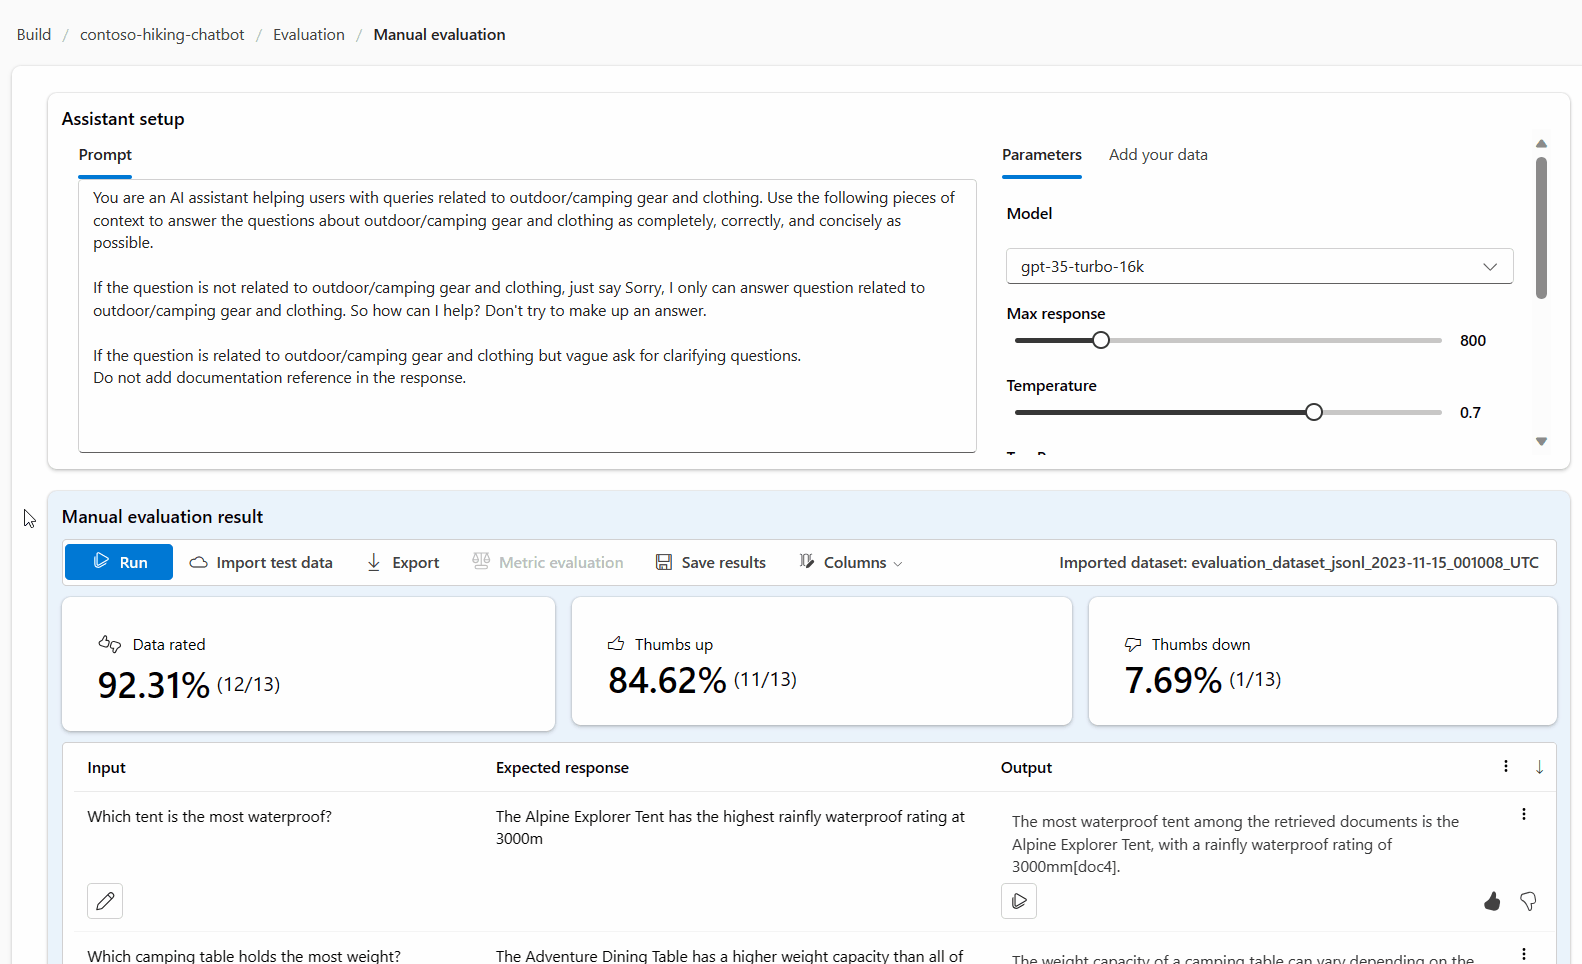 Build / contoso-hiking-chatbot / Evaluation / Manual evaluation
Assistant setup
Prompt
You are an AI assistant helping users with queries related to outdoor/camping gear and clothing. Use the following pieces of
context to answer the questions about outdoor/camping gear and clothing as completely, correctly, and concisely as
possible.
If the question is not related to outdoor/camping gear and clothing, just say Sorry, I only can answer question related to
outdoor/camping gear and clothing. So how can I help? Don't try to make up an answer.
If the question is related to outdoor/camping gear and clothing but vague ask for clarifying questions.
Do not add documentation reference in the response.
Parameters
Add your data
Model
gpt-35-turbo-16k
Max response
800
Temperature
0.7
Manual evaluation result
Run
Import test data
Export
Metric evaluation
Save results
Columns
Imported dataset: evaluation_dataset_jsonl_2023-11-15_001008_UTC
Data rated
92.31% (12/13)
Thumbs up
84.62% (11/13)
Thumbs down
7.69% (1/13)
Input
Expected response
Output
Which tent is the most waterproof?
The Alpine Explorer Tent has the highest rainfly waterproof rating at
3000m
The most waterproof tent among the retrieved documents is the
Alpine Explorer Tent, with a rainfly waterproof rating of
3000mm[doc4].
Which camping table holds the most weight?
The Adventure Dining Table has a higher weight capacity than all of
The weight capacity of a camping table can vary depending on the